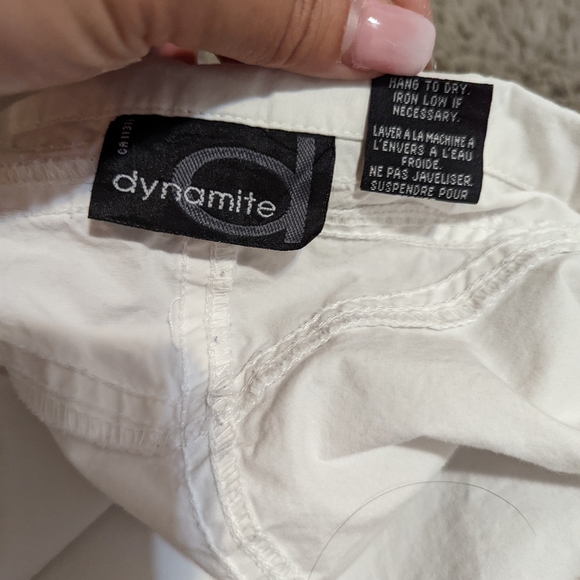 dynamite
HANG TO DRY.
IRON LOW IF
NECESSARY.
LAVER A LA MACHINE A
L'ENVERS A L'EAU
FROIDE.
NE PAS JAVELISER.
SUSPENDRE POUR